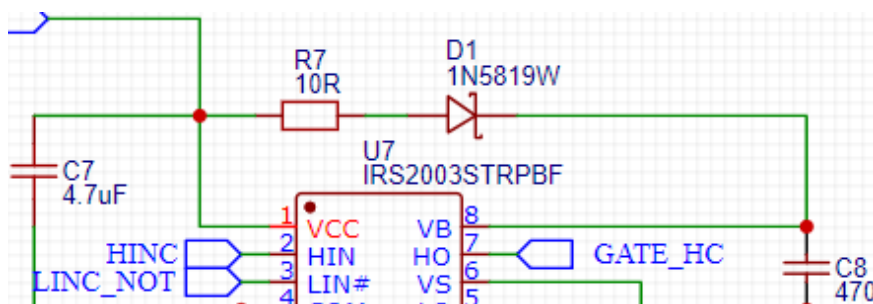 R7
10R
D1
1N5819W
C7
4.7uF
U7
IRS2003STRPBF
1 VCC VB 8
HINC 2 HIN HO 7 GATE_HC
LINC_NOT 3 LIN# VS 6
4 5
C8
470